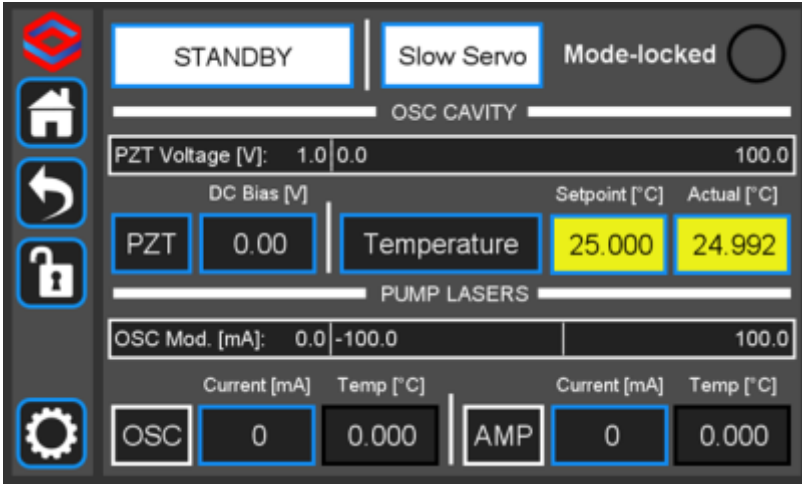 STANDBY Slow Servo Mode-locked
OSC CAVITY
PZT Voltage [V]: 1.0 0.0 100.0
DC Bias [V] Setpoint [°C] Actual [°C]
PZT 0.00 Temperature 25.000 24.992
PUMP LASERS
OSC Mod. [mA]: 0.0 -100.0 100.0
Current [mA] Temp [°C] Current [mA] Temp [°C]
OSC 0 0.000 AMP 0 0.000